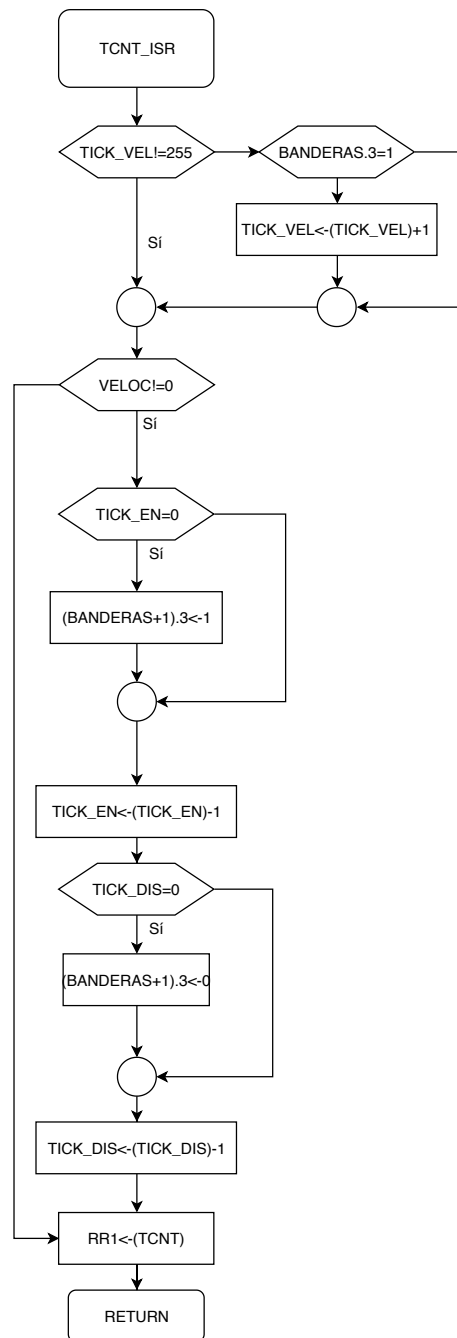 TCNT_ISR
TICK_VEL!=255
BANDERAS.3=1
TICK_VEL<-(TICK_VEL)+1
Sí
VELOC!=0
Sí
TICK_EN=0
Sí
(BANDERAS+1).3<-1
TICK_EN<-(TICK_EN)-1
TICK_DIS=0
Sí
(BANDERAS+1).3<-0
TICK_DIS<-(TICK_DIS)-1
RR1<-(TCNT)
RETURN